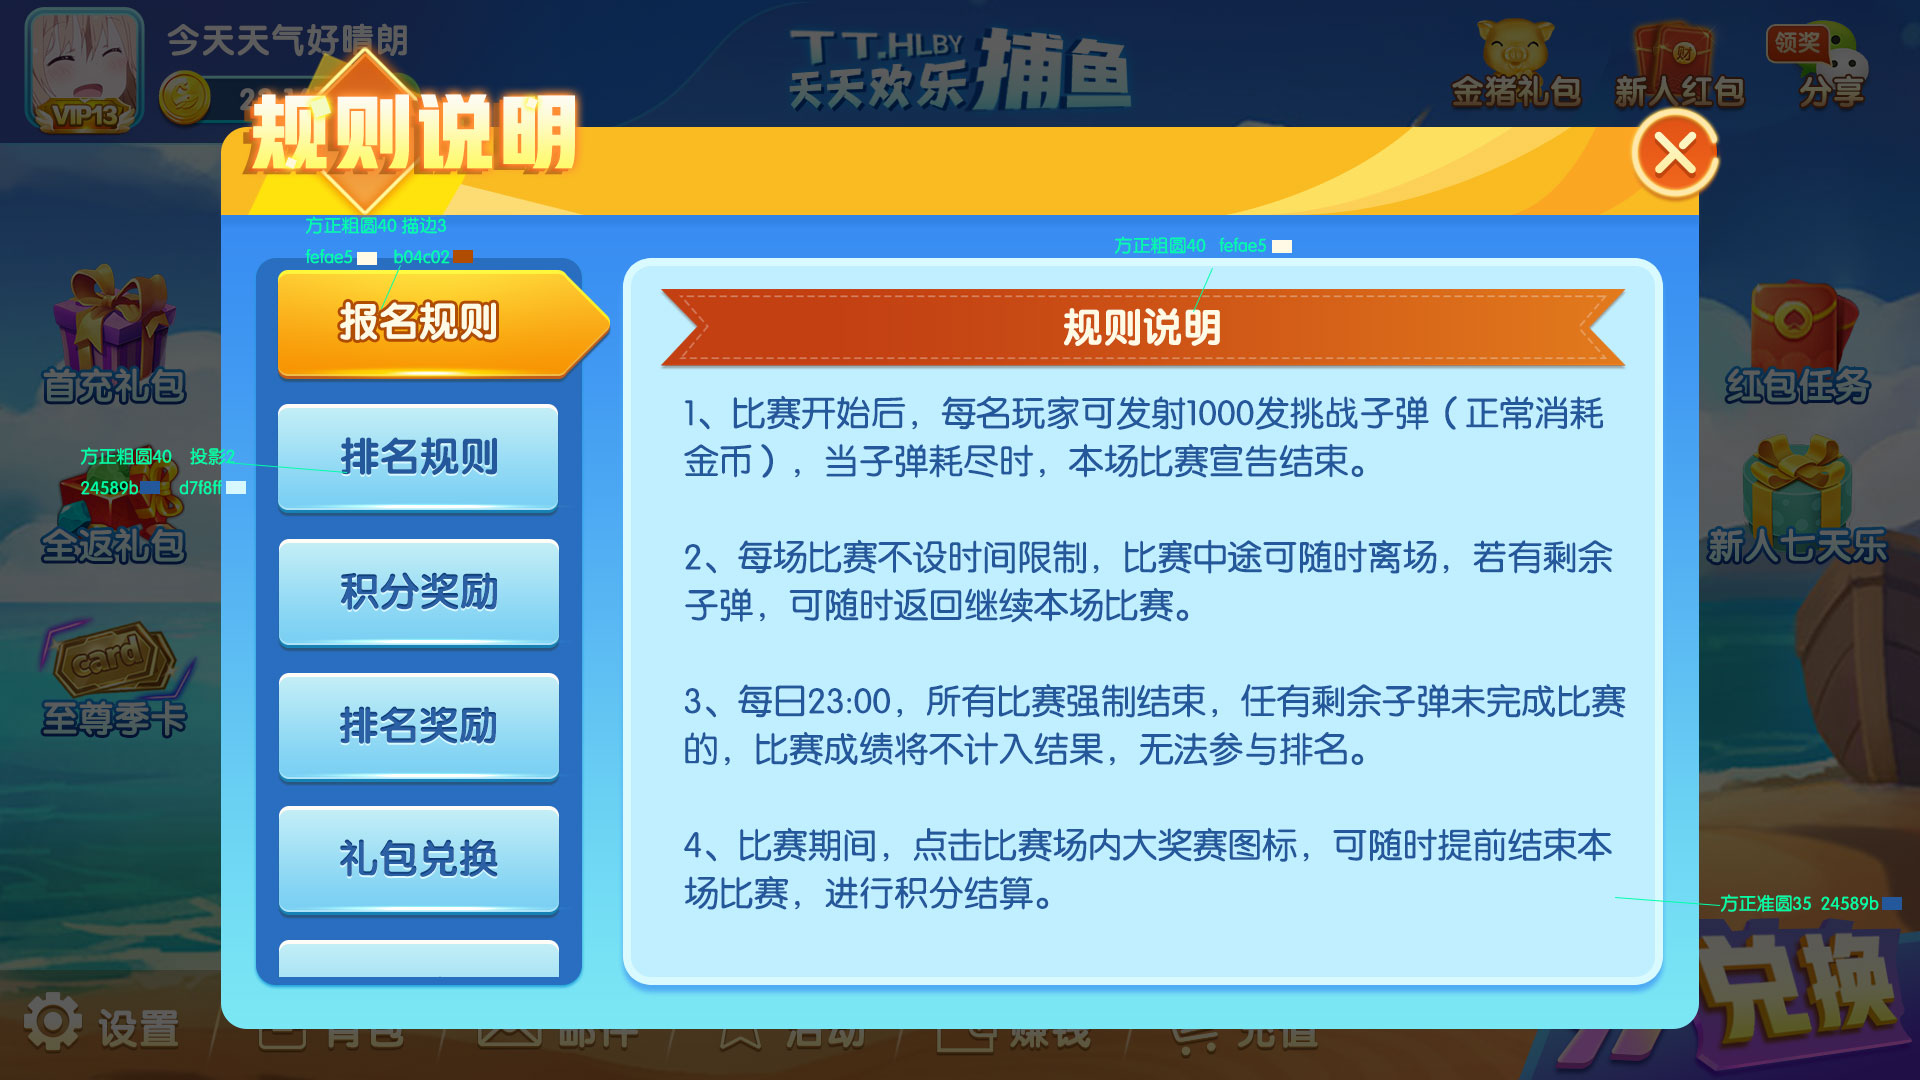 今天天气好晴朗
VIP13
TT.HLBY
天天欢乐捕鱼
金猪礼包
财
新人红包
领奖
分享
规则说明
方正粗圆40 描边3
fefae5 b04c02
方正粗圆40 fefae5
报名规则
规则说明
首充礼包
红包任务
1、比赛开始后，每名玩家可发射1000发挑战子弹（正常消耗
金币），当子弹耗尽时，本场比赛宣告结束。
排名规则
方正粗圆40 投影2
24589b d7f8ff
全返礼包
新人七天乐
积分奖励
2、每场比赛不设时间限制，比赛中途可随时离场，若有剩余
子弹，可随时返回继续本场比赛。
card
至尊季卡
排名奖励
3、每日23:00，所有比赛强制结束，任有剩余子弹未完成比赛
的，比赛成绩将不计入结果，无法参与排名。
礼包兑换
4、比赛期间，点击比赛场内大奖赛图标，可随时提前结束本
场比赛，进行积分结算。
方正准圆35 24589b
兑换
设置
背包
邮件
活动
赚钱
充值